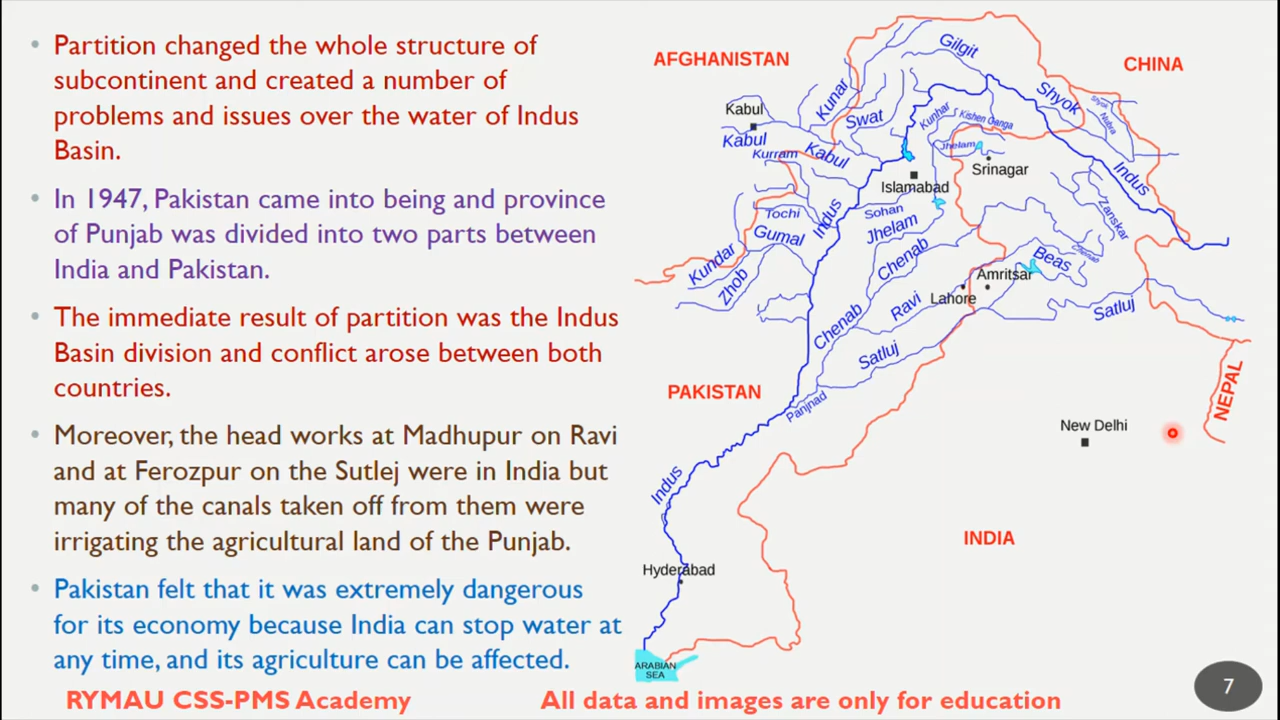 Partition changed the whole structure of
subcontinent and created a number of
problems and issues over the water of Indus
Basin.
In 1947, Pakistan came into being and province
of Punjab was divided into two parts between
India and Pakistan.
The immediate result of partition was the Indus
Basin division and conflict arose between both
countries.
Moreover, the head works at Madhupur on Ravi
and at Ferozpur on the Sutlej were in India but
many of the canals taken off from them were
irrigating the agricultural land of the Punjab.
Pakistan felt that it was extremely dangerous
for its economy because India can stop water at
any time, and its agriculture can be affected.
AFGHANISTAN
CHINA
Gilgit
Kunar
Shyok
Shyok
Nubra
Kabul
Swat
Kunhar
Kishen Ganga
Kabul
Kurram
Kabul
Jhelam
Srinagar
Indus
Islamabad
Tochi
Indus
Sohan
Jhelam
Zanskar
Gumal
Kundar
Zhob
Chenab
Chenab
Beas
Amritsar
Lahore
Ravi
Chenab
Satluj
Satluj
PAKISTAN
Panjnad
NEPAL
New Delhi
Indus
INDIA
Hyderabad
ARABIAN
SEA
RYMAU CSS-PMS Academy
All data and images are only for education
7